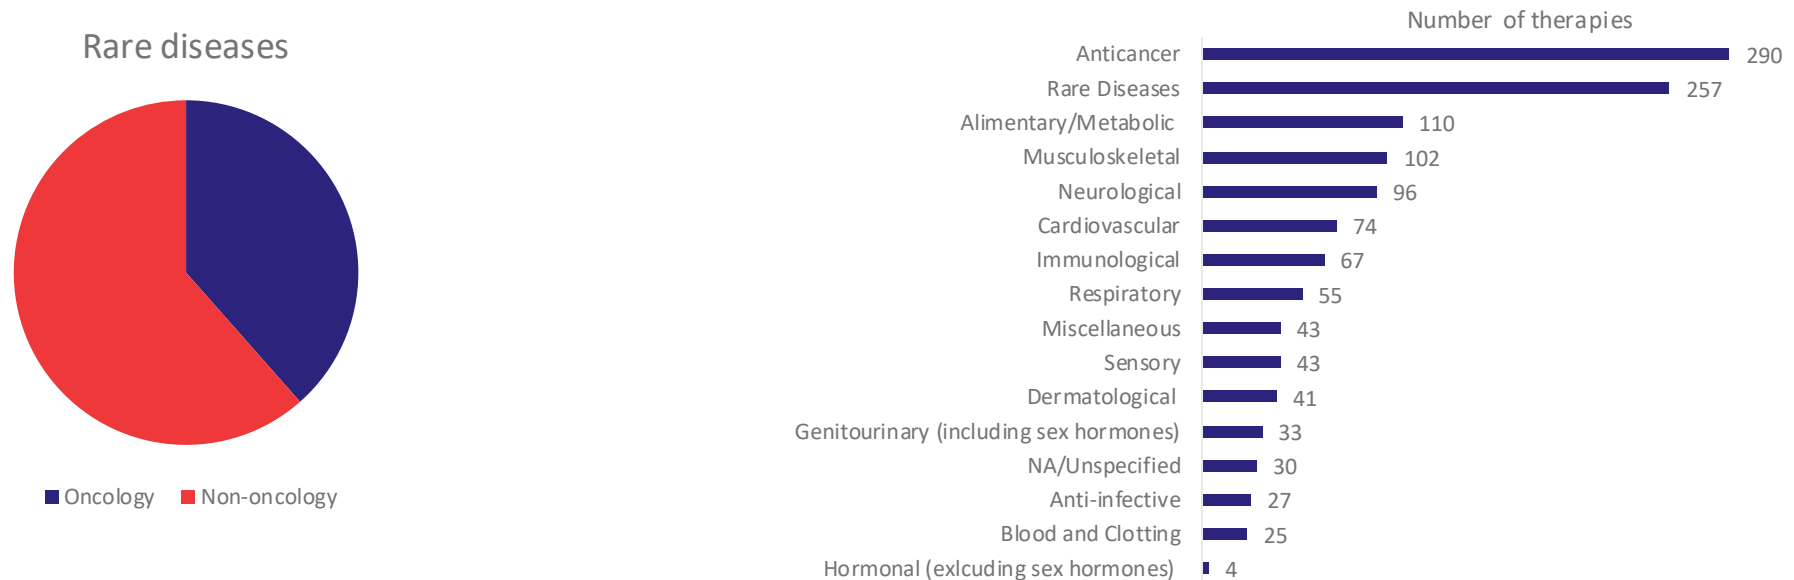 Rare diseases
Oncology Non-oncology
Number of therapies
Anticancer 290
Rare Diseases 257
Alimentary/Metabolic 110
Musculoskeletal 102
Neurological 96
Cardiovascular 74
Immunological 67
Respiratory 55
Miscellaneous 43
Sensory 43
Dermatological 41
Genitourinary (including sex hormones) 33
NA/Unspecified 30
Anti-infective 27
Blood and Clotting 25
Hormonal (exlcuding sex hormones) 4